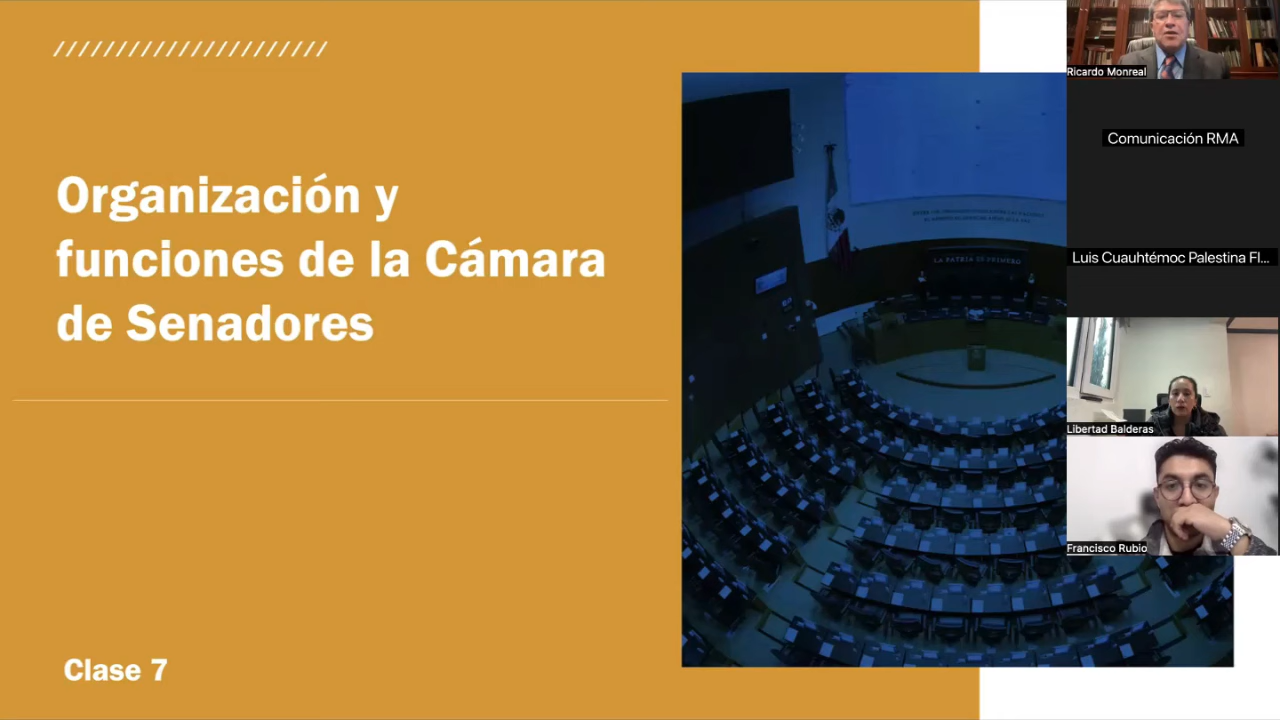 Organización y
funciones de la Cámara
de Senadores
Clase 7
LA PATRIA ES PRIMERO
Ricardo Monreal
Comunicación RMA
Luis Cuauhtémoc Palestina Fl...
Libertad Balderas
Francisco Rubio